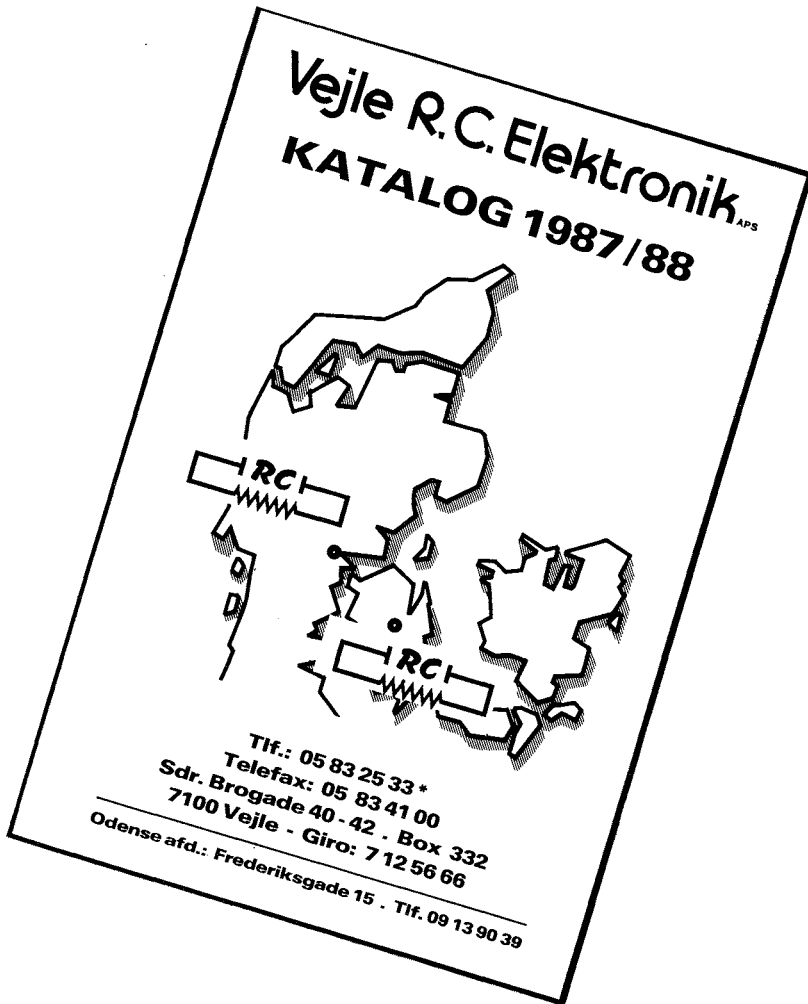 Vejle R.C. Elektronik APS
KATALOG 1987/88
RC
RC
Tlf.: 05 83 25 33 *
Telefax: 05 83 41 00
Sdr. Brogade 40-42 . Box 332
7100 Vejle - Giro: 7 12 56 66
Odense afd.: Frederiksgade 15 . Tlf. 09 13 90 39